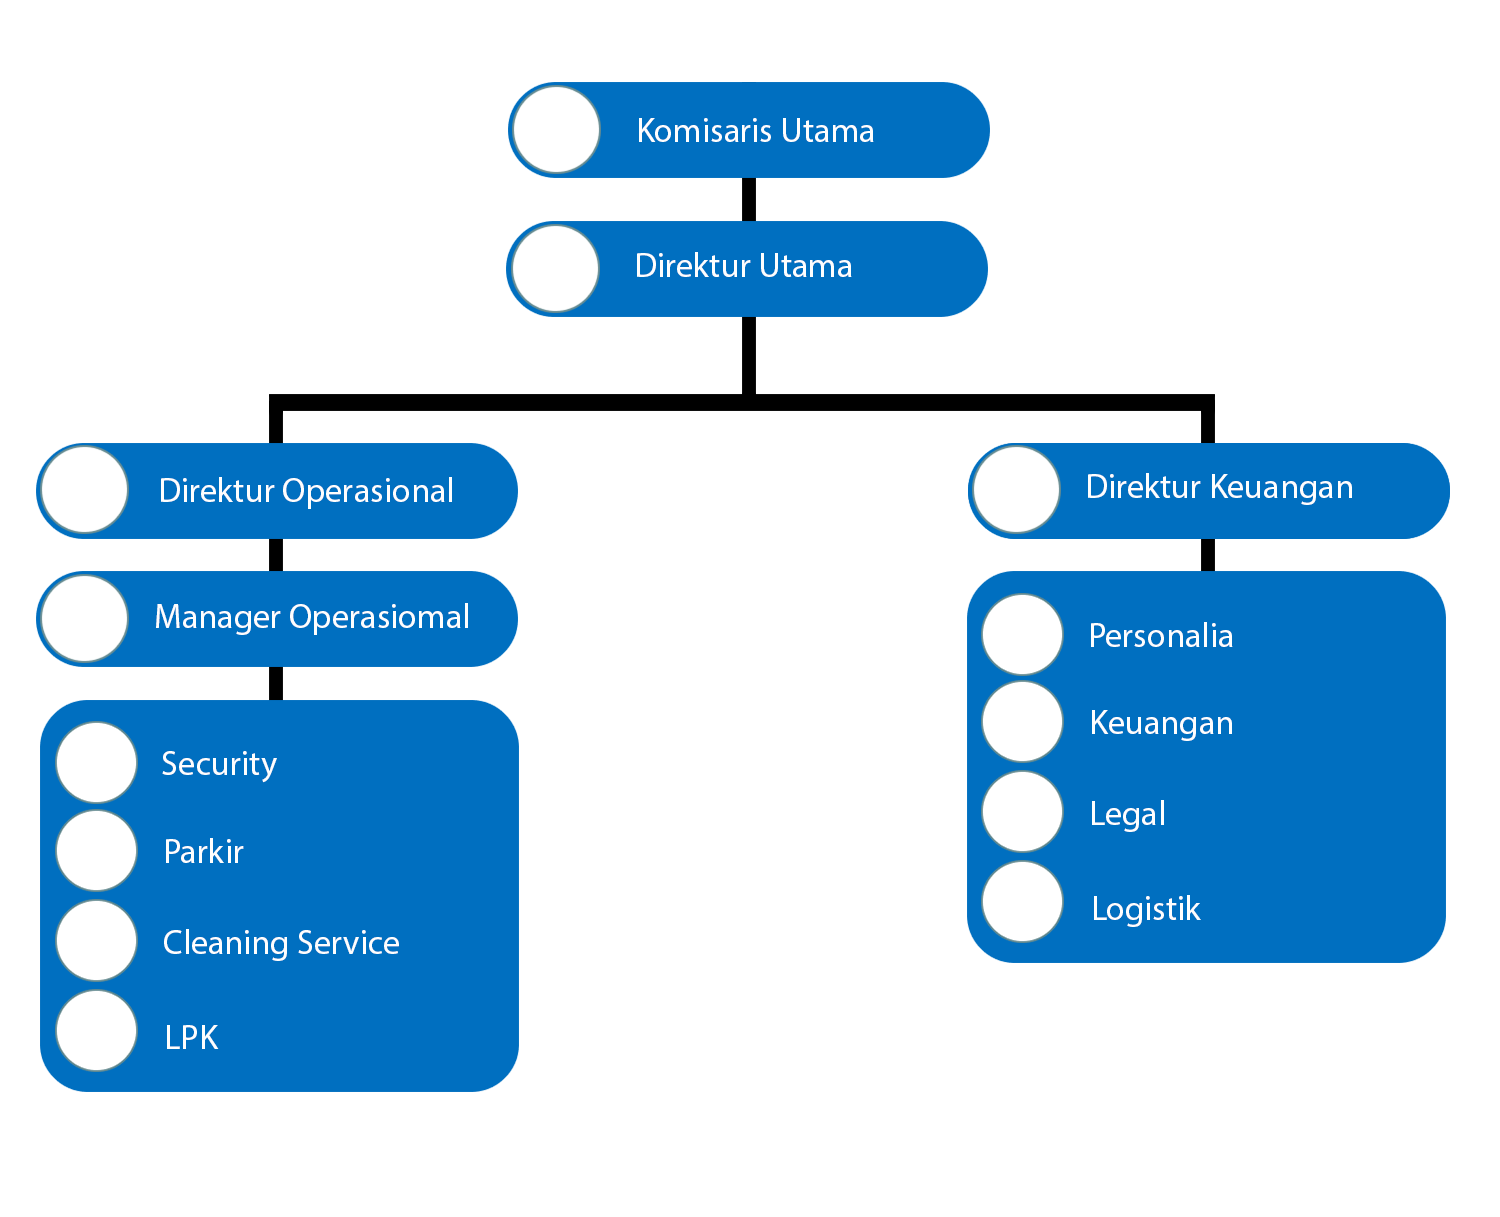 Komisaris Utama
Direktur Utama
Direktur Operasional
Direktur Keuangan
Manager Operasiomal
Security
Parkir
Cleaning Service
LPK
Personalia
Keuangan
Legal
Logistik